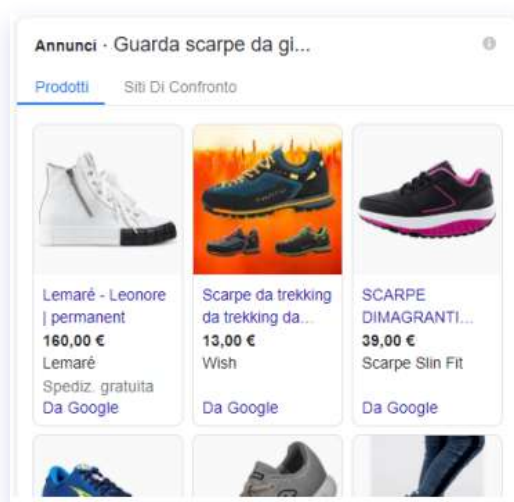 Annunci · Guarda scarpe da gi...
Prodotti Siti Di Confronto
Lemaré - Leonore
| permanent
160,00 €
Lemaré
Spediz. gratuita
Da Google
Scarpe da trekking
da trekking da...
13,00 €
Wish
Da Google
SCARPE
DIMAGRANTI...
39,00 €
Scarpe Slin Fit
Da Google